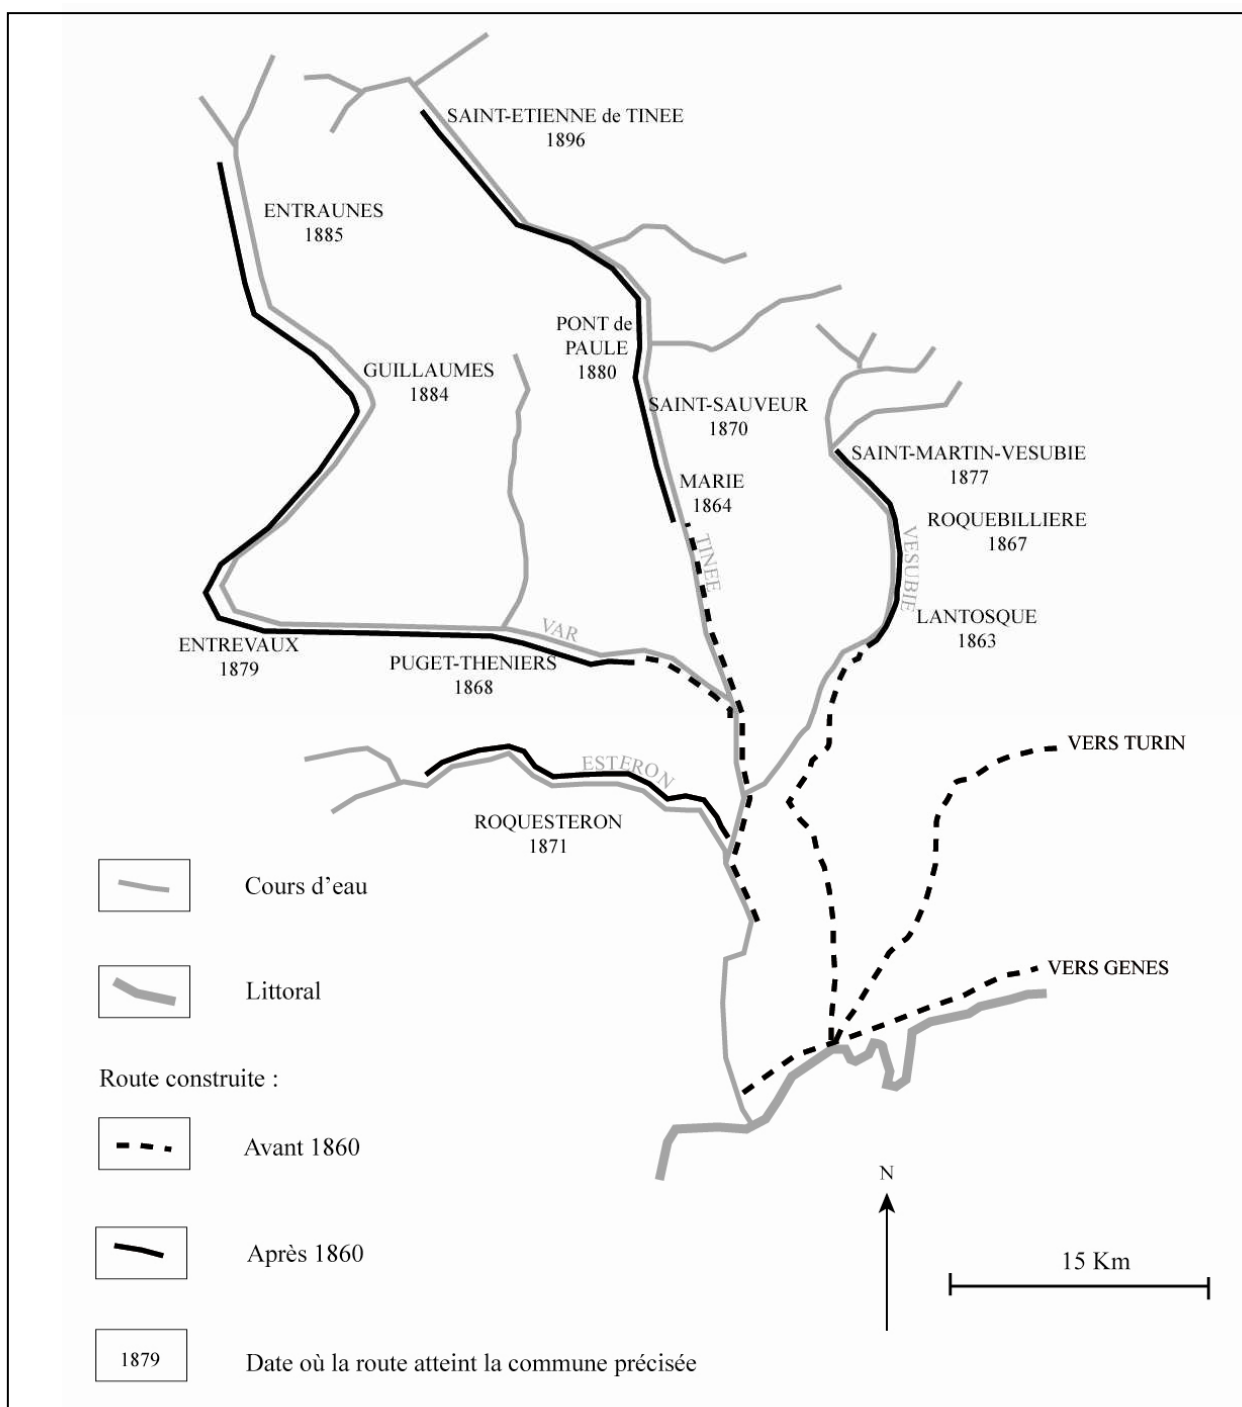 SAINT-ETIENNE de TINEE
1896
ENTRAUNES
1885
PONT de
PAULE
1880
GUILLAUMES
1884
SAINT-SAUVEUR
1870
SAINT-MARTIN-VESUBIE
1877
MARIE
1864
ROQUEBILLIERE
1867
TINEE
VESUBIE
LANTOSQUE
1863
VAR
ENTREVAUX
1879
PUGET-THENIERS
1868
VERS TURIN
ESTERON
ROQUESTERON
1871
Cours d’eau
VERS GENES
Littoral
Route construite :
Avant 1860
N
Après 1860
15 Km
1879
Date où la route atteint la commune précisée